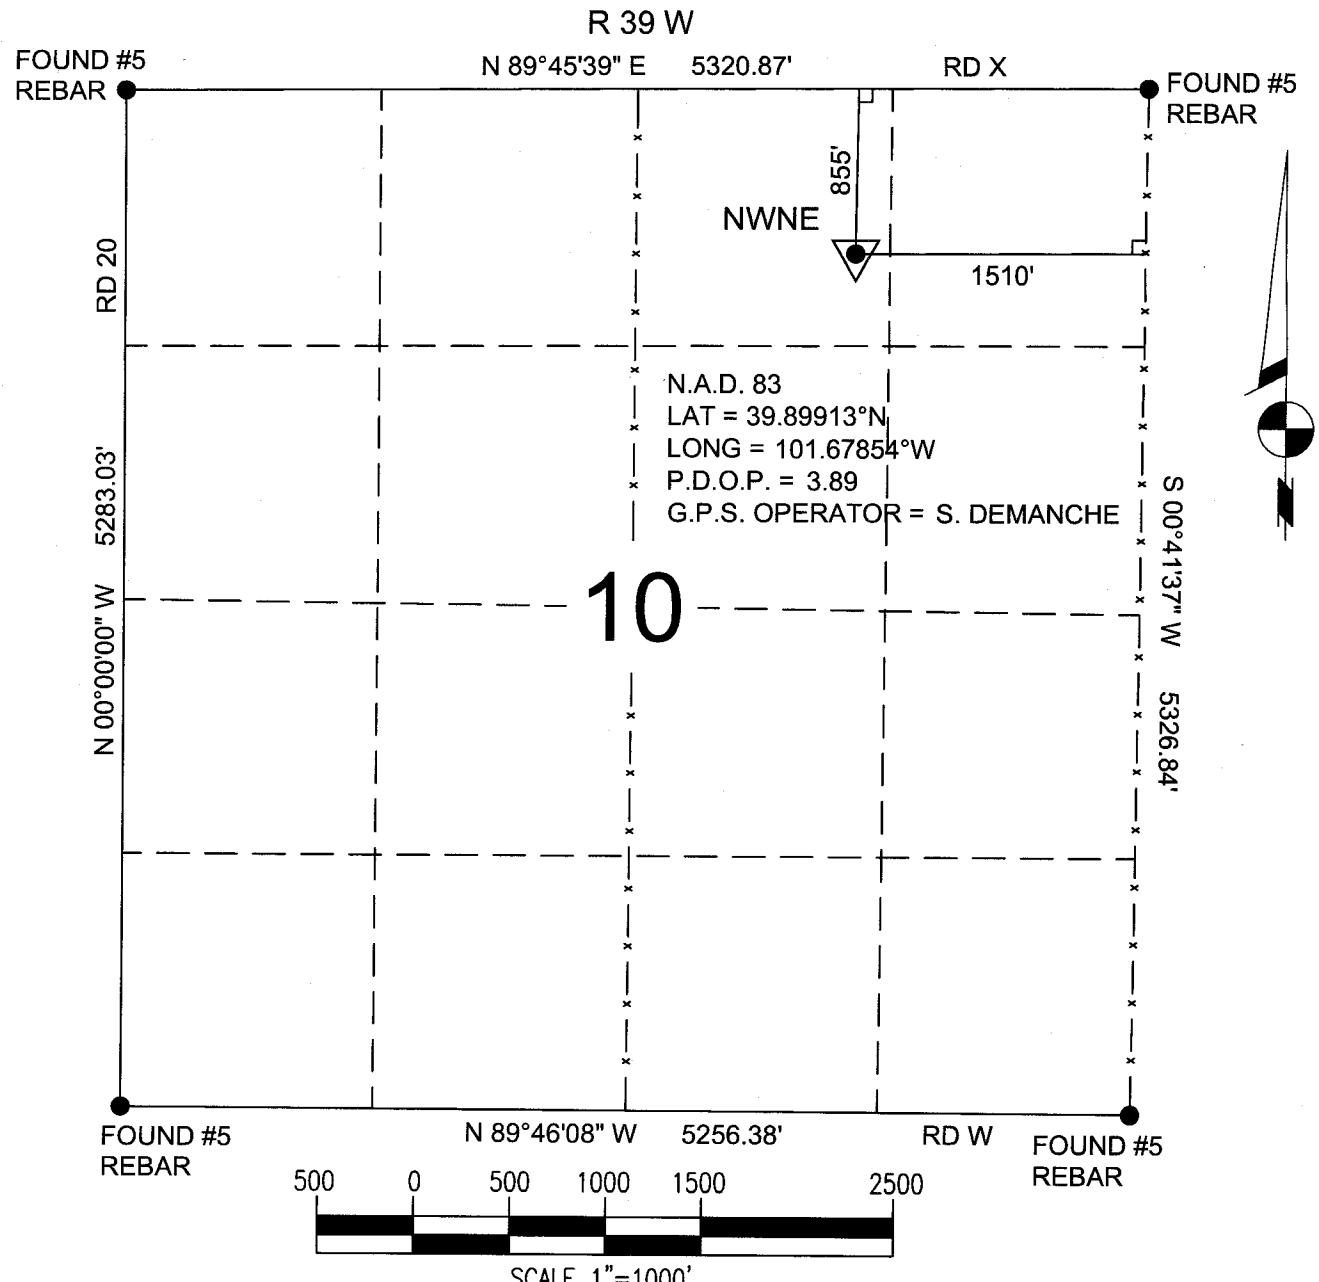 R 39 W
FOUND #5
REBAR
N 89°45'39" E 5320.87' RD X
FOUND #5
REBAR
855'
NWNE
1510'
RD 20
N.A.D. 83
LAT = 39.89913°N
LONG = 101.67854°W
P.D.O.P. = 3.89
G.P.S. OPERATOR = S. DEMANCHE
N 00°00'00" W 5283.03'
S 00°41'37" W 5326.84'
10
FOUND #5
REBAR
N 89°46'08" W 5256.38' RD W
FOUND #5
REBAR
500 0 500 1000 1500 2500
SCALE 1"=1000'